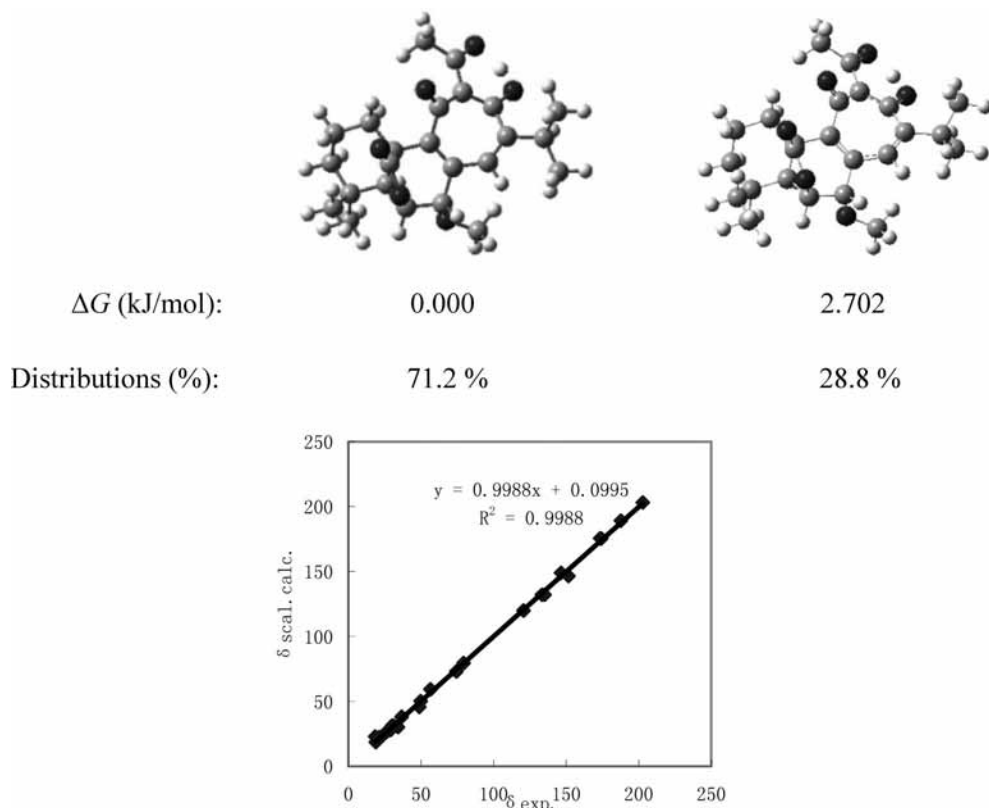 ΔG (kJ/mol): 0.000 2.702
Distributions (%): 71.2 % 28.8 %
250
y = 0.9988x + 0.0995
200
R² = 0.9988
150
δ scal. calc.
100
50
0
0 50 100 150 200 250
δ exp.